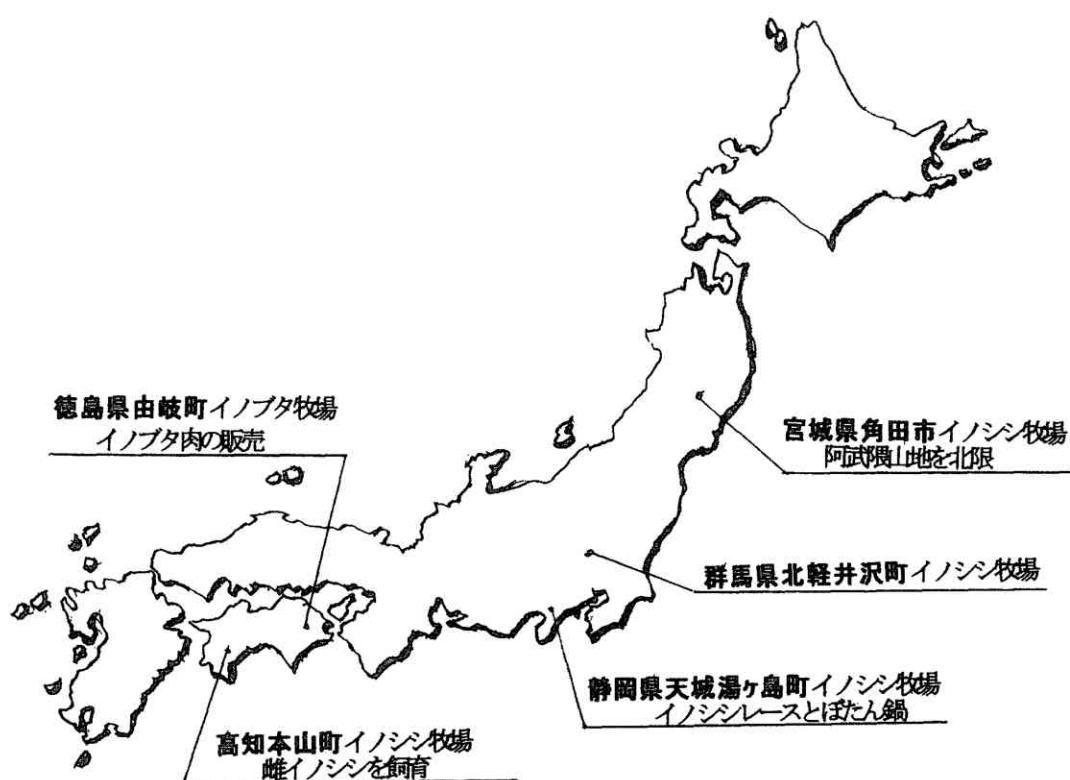 徳島県由岐町イノブタ牧場
イノブタ肉の販売
宮城県角田市イノシシ牧場
阿武隈山地を北限
群馬県北軽井沢町イノシシ牧場
静岡県天城湯ヶ島町イノシシ牧場
イノシシレースとぼたん鍋
高知本山町イノシシ牧場
雌イノシシを飼育